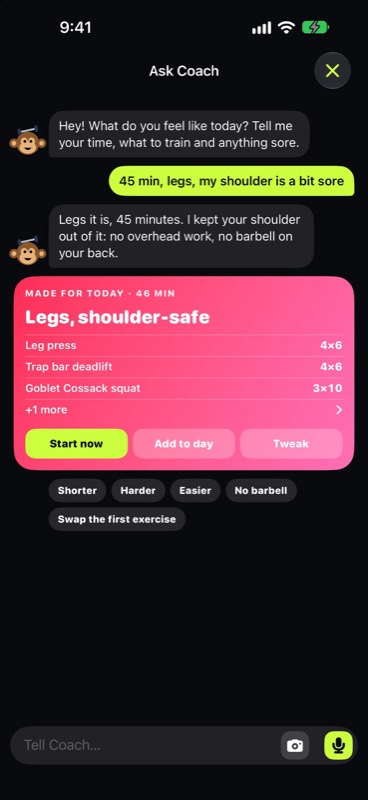 9:41
Ask Coach
Hey! What do you feel like today? Tell me
your time, what to train and anything sore.
45 min, legs, my shoulder is a bit sore
Legs it is, 45 minutes. I kept your shoulder
out of it: no overhead work, no barbell on
your back.
MADE FOR TODAY · 46 MIN
Legs, shoulder-safe
Leg press 4×6
Trap bar deadlift 4×6
Goblet Cossack squat 3×10
+1 more
Start now Add to day Tweak
Shorter Harder Easier No barbell
Swap the first exercise
Tell Coach...